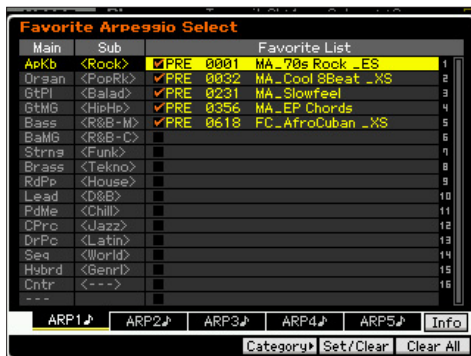 Favorite Arpeggio Select
Main Sub Favorite List
ApKb <Rock> PRE 0001 MA_70s Rock _ES 1
Organ <PopRk> PRE 0032 MA_Cool 8Beat _XS 2
GtPl <Balad> PRE 0231 MA_Slowfeel 3
GtMG <HipHp> PRE 0356 MA_EP Chords 4
Bass <R&B-M> PRE 0618 FC_AfroCuban _XS 5
BaMG <R&B-C> 6
Strng <Funk> 7
Brass <Tekno> 8
RdPp <House> 9
Lead <D&B> 10
PdMe <Chill> 11
CPrc <Jazz> 12
DrPc <Latin> 13
Seq <World> 14
Hybrd <Genrl> 15
Cntr <---> 16
---
ARP1♪ ARP2♪ ARP3♪ ARP4♪ ARP5♪ Info
Category▸ Set/Clear Clear All